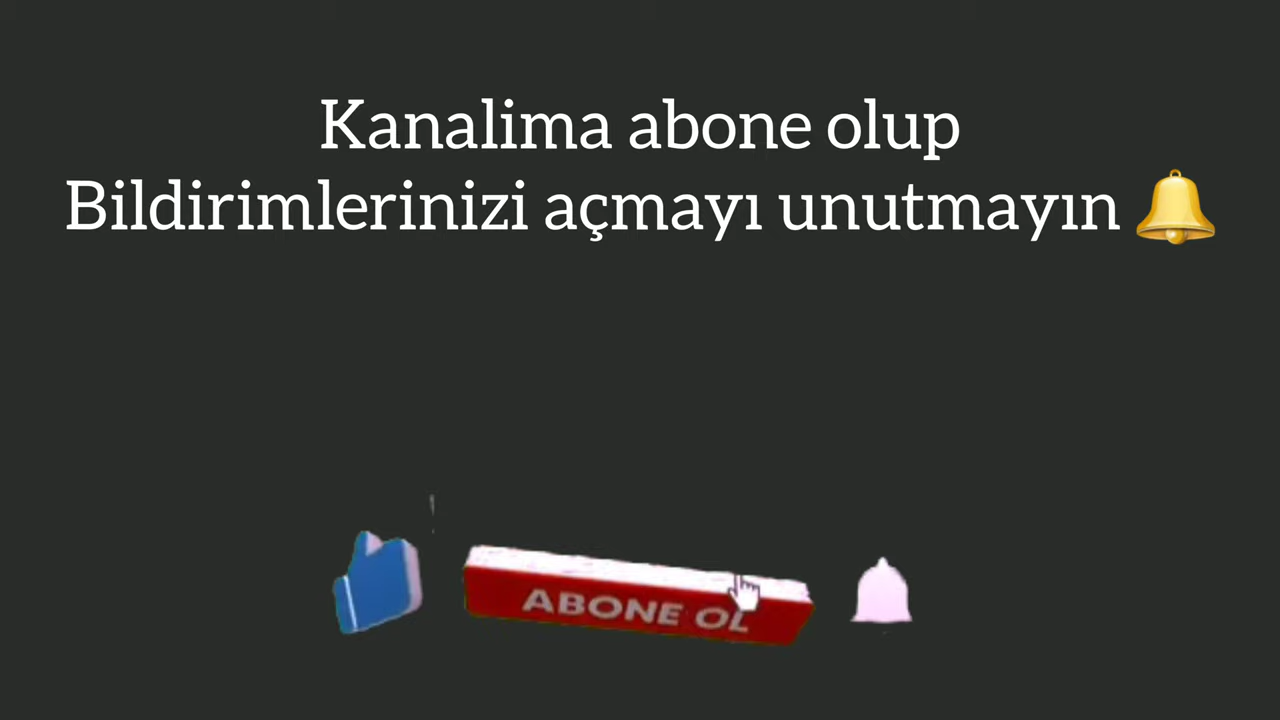 Kanalima abone olup
Bildirimlerinizi açmayı unutmayın 🔔
ABONE OL